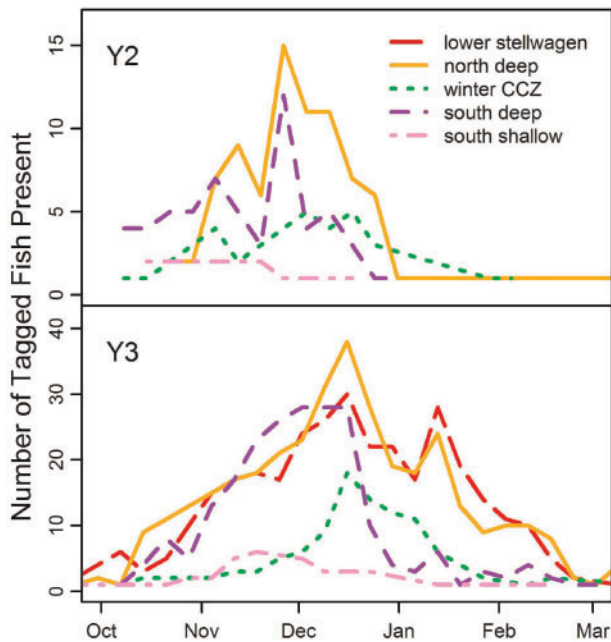 Number of Tagged Fish Present
Y2
lower stellwagen
north deep
winter CCZ
south deep
south shallow
15
10
5
0
Y3
40
30
20
10
0
Oct Nov Dec Jan Feb Mar